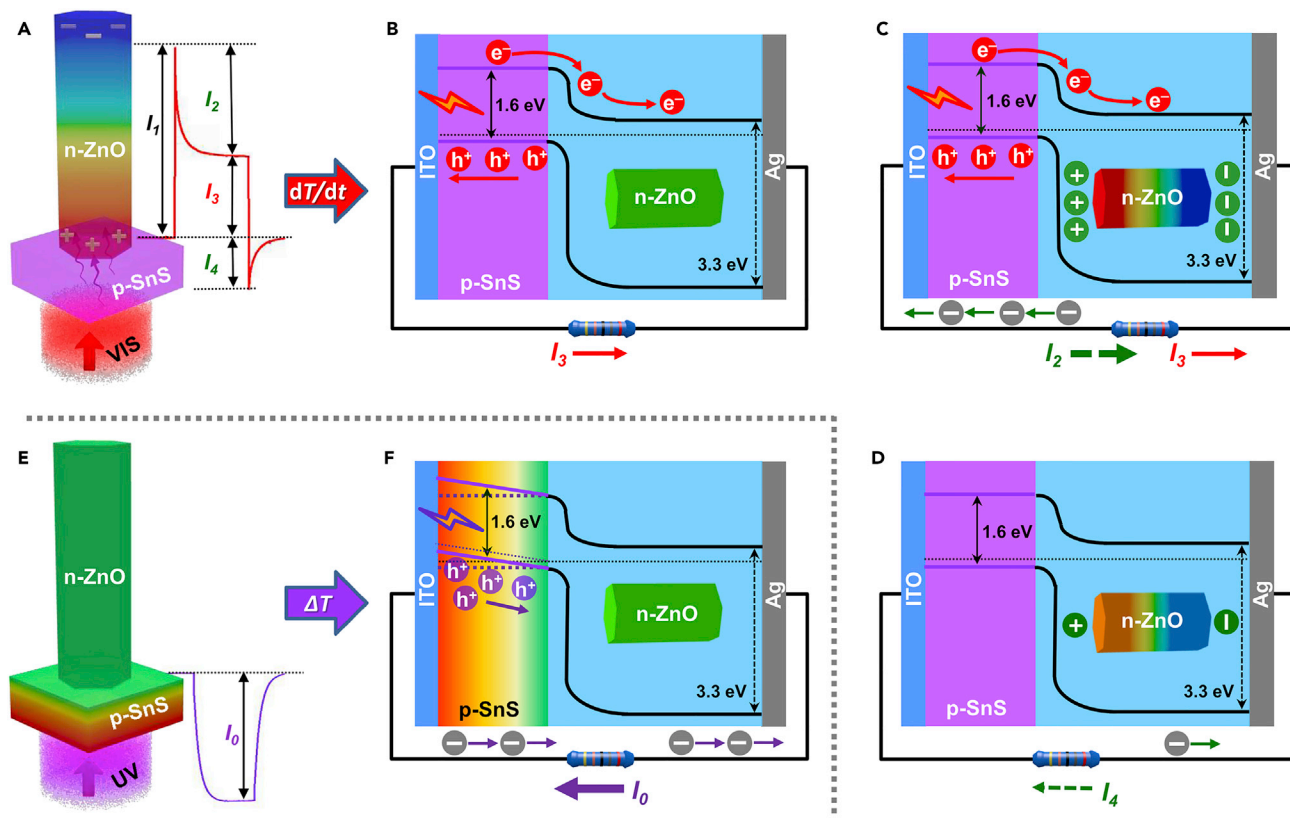 A
n-ZnO
p-SnS
VIS
I1
I2
I3
I4
dT/dt
B
ITO
e−
e−
e−
1.6 eV
h+ h+ h+
n-ZnO
3.3 eV
p-SnS
Ag
I3
C
ITO
e−
e−
e−
1.6 eV
h+ h+ h+
+
+
+
n-ZnO
−
−
−
3.3 eV
p-SnS
Ag
− − −
I2
I3
E
n-ZnO
p-SnS
UV
I0
ΔT
F
ITO
1.6 eV
h+
h+
h+
h+
n-ZnO
3.3 eV
p-SnS
Ag
− − − −
I0
D
ITO
1.6 eV
+
n-ZnO
−
3.3 eV
p-SnS
Ag
−
I4